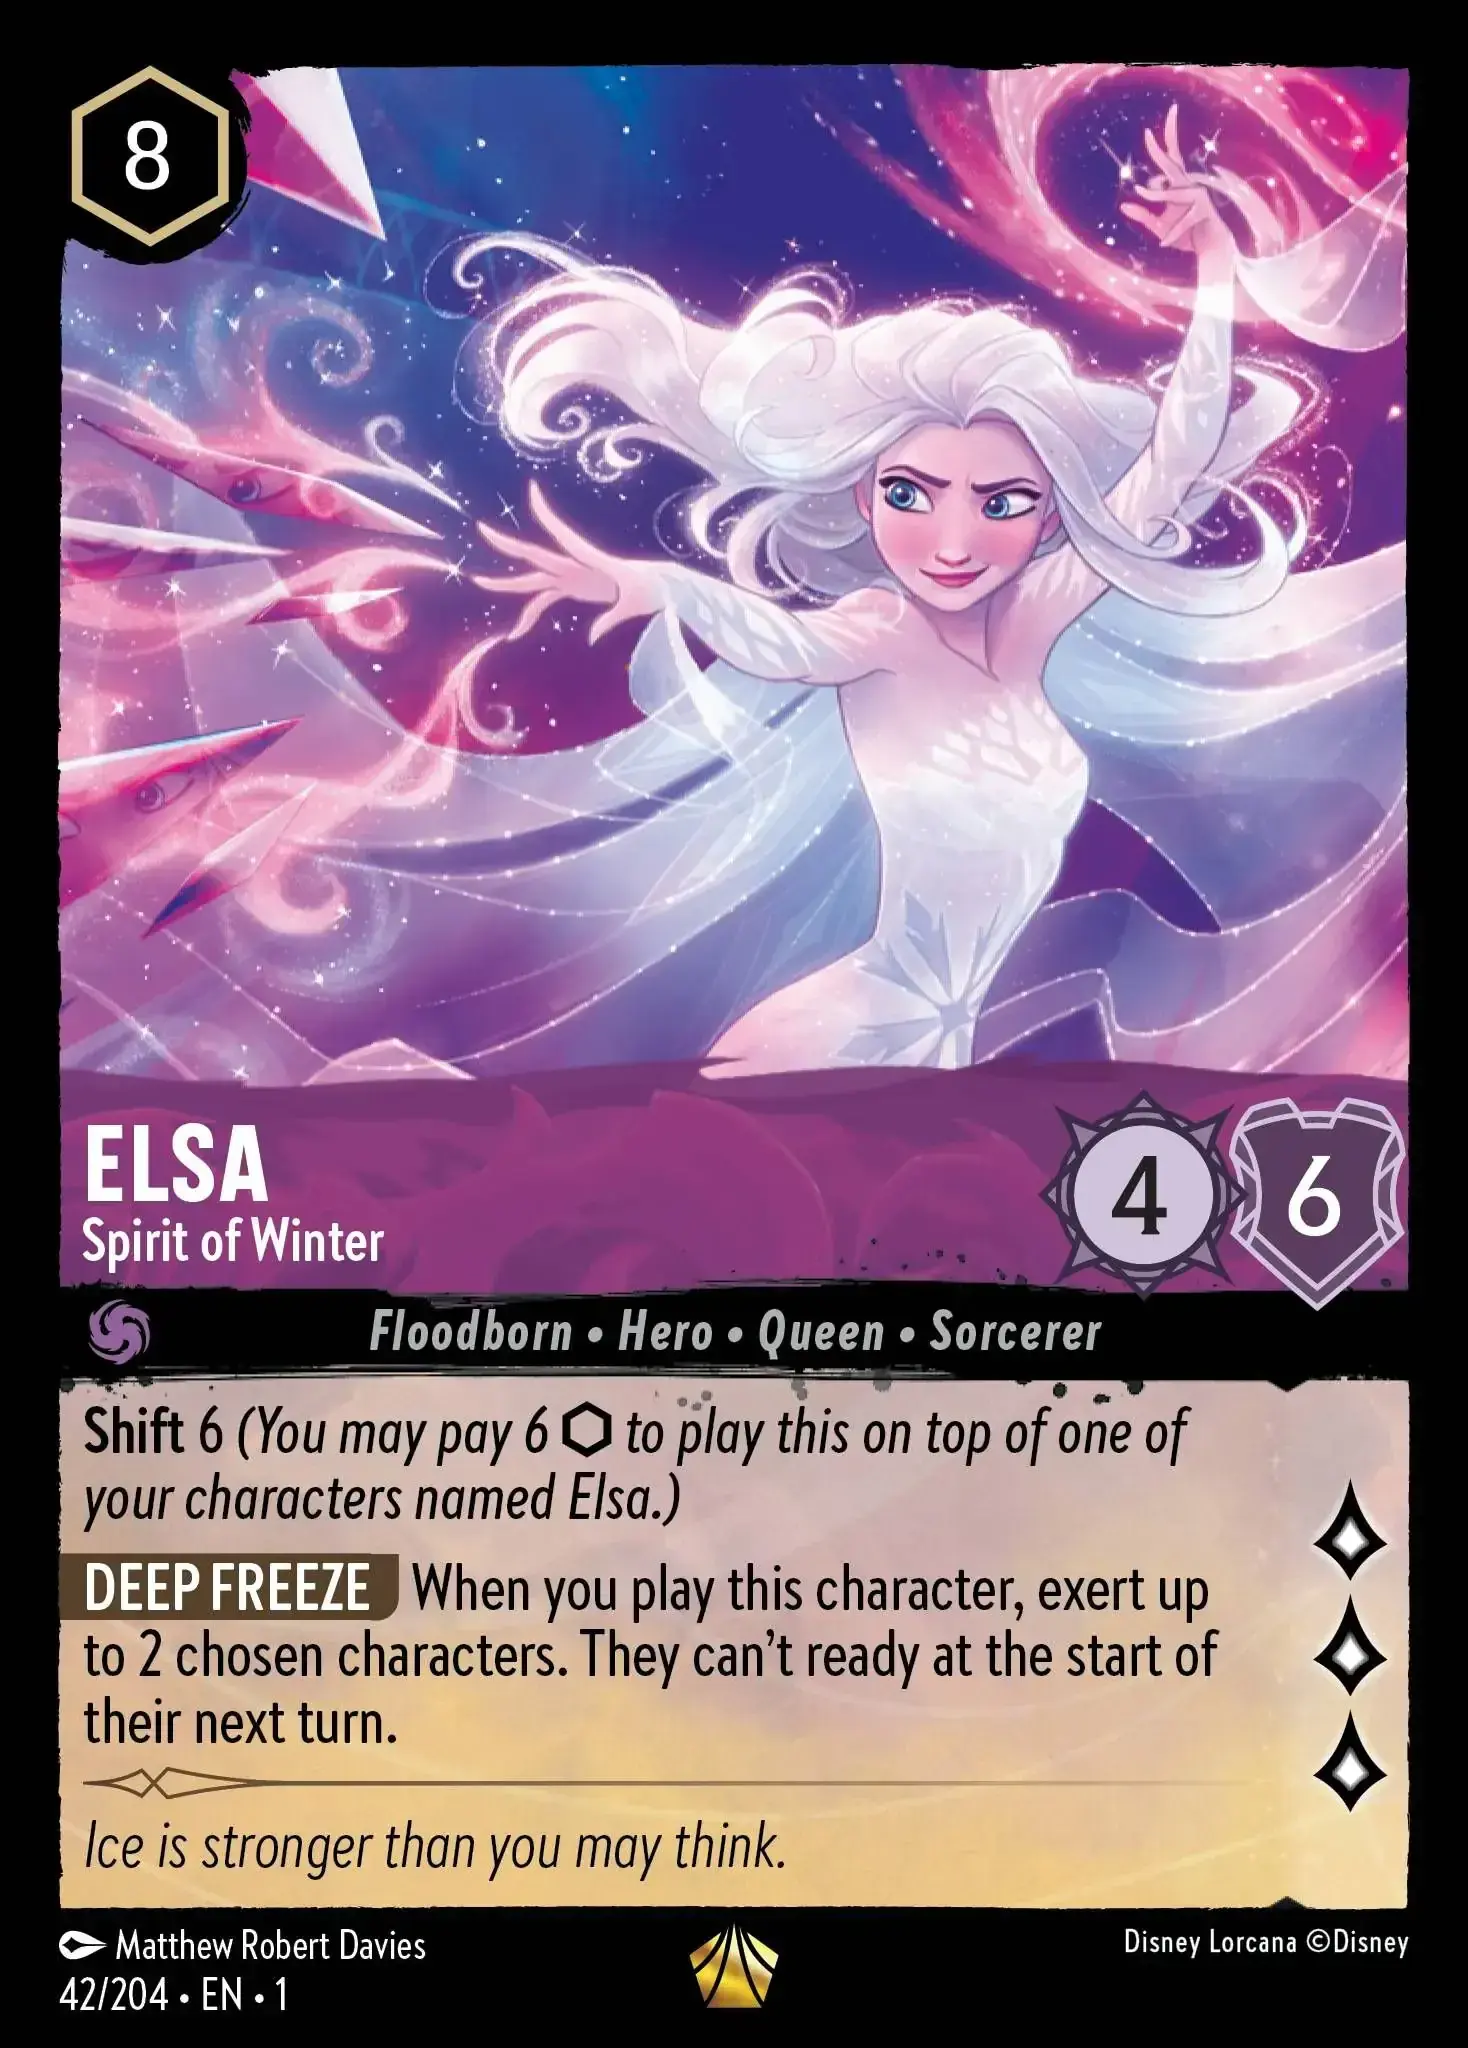 8
ELSA
Spirit of Winter
4
6
Floodborn • Hero • Queen • Sorcerer
Shift 6 (You may pay 6 ⬡ to play this on top of one of
your characters named Elsa.)
DEEP FREEZE When you play this character, exert up
to 2 chosen characters. They can’t ready at the start of
their next turn.
Ice is stronger than you may think.
Matthew Robert Davies
Disney Lorcana ©Disney
42/204 • EN • 1